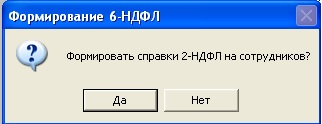 Формирование 6-НДФЛ
Формировать справки 2-НДФЛ на сотрудников?
Да
Нет